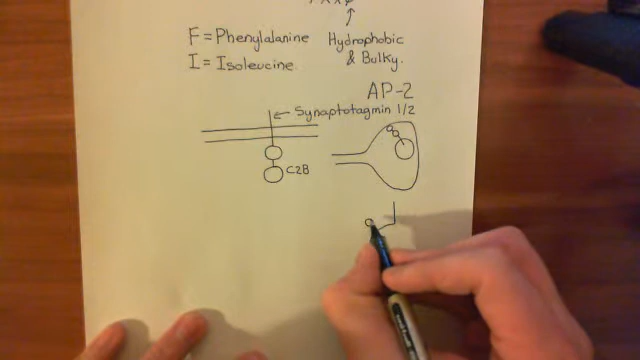 F = Phenylalanine Hydrophobic
I = Isoleucine & Bulky.
AP-2
Synaptotagmin 1/2
C2B